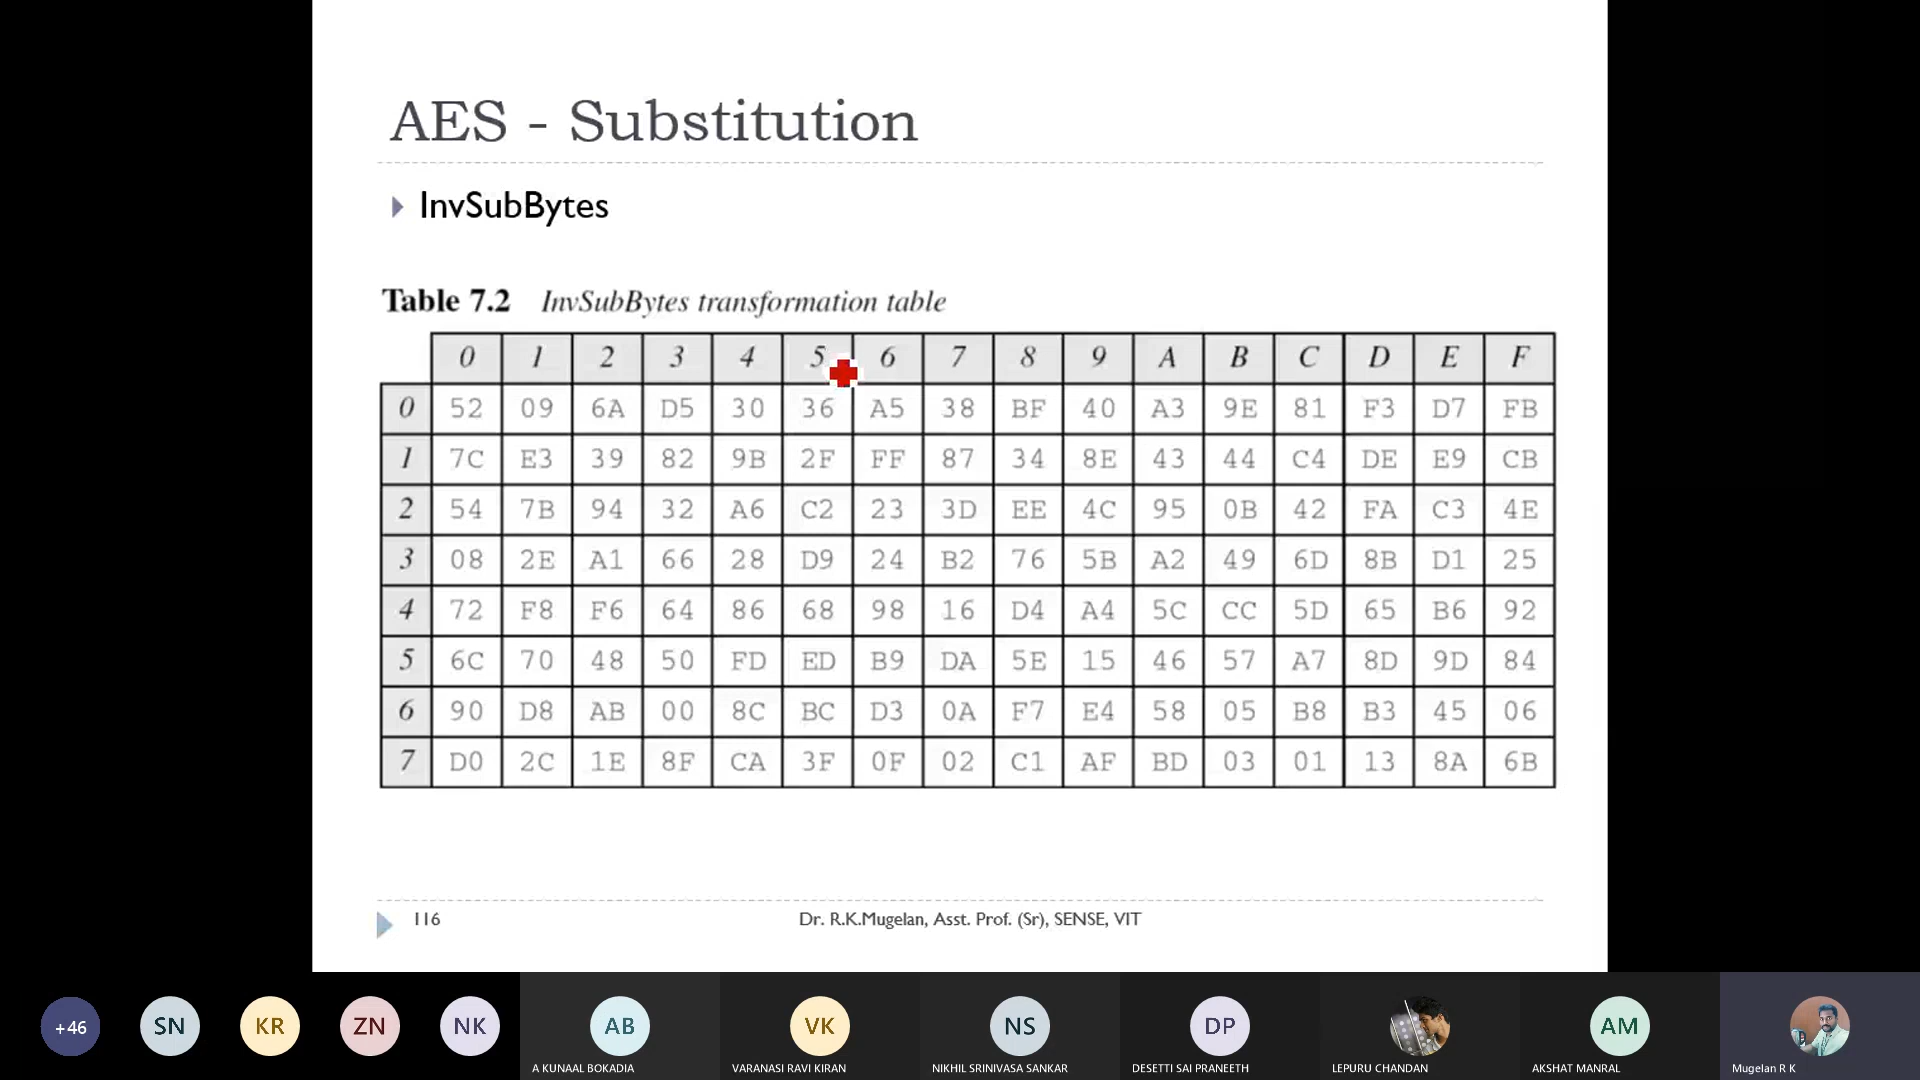 AES - Substitution
InvSubBytes
Table 7.2 InvSubBytes transformation table
0 1 2 3 4 5 6 7 8 9 A B C D E F
0 52 09 6A D5 30 36 A5 38 BF 40 A3 9E 81 F3 D7 FB
1 7C E3 39 82 9B 2F FF 87 34 8E 43 44 C4 DE E9 CB
2 54 7B 94 32 A6 C2 23 3D EE 4C 95 0B 42 FA C3 4E
3 08 2E A1 66 28 D9 24 B2 76 5B A2 49 6D 8B D1 25
4 72 F8 F6 64 86 68 98 16 D4 A4 5C CC 5D 65 B6 92
5 6C 70 48 50 FD ED B9 DA 5E 15 46 57 A7 8D 9D 84
6 90 D8 AB 00 8C BC D3 0A F7 E4 58 05 B8 B3 45 06
7 D0 2C 1E 8F CA 3F 0F 02 C1 AF BD 03 01 13 8A 6B
116 Dr. R.K.Mugelan, Asst. Prof. (Sr), SENSE, VIT
+46 SN KR ZN NK AB VK NS DP AM
A KUNAAL BOKADIA VARANASI RAVI KIRAN NIKHIL SRINIVASA SANKAR DESETTI SAI PRANEETH LEPURU CHANDAN AKSHAT MANRAL Mugelan R K